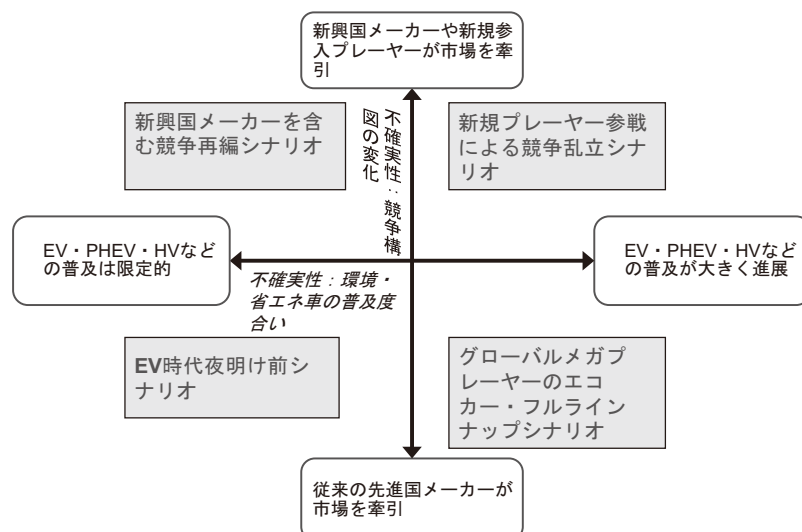 新興国メーカーや新規参
入プレーヤーが市場を牽
引
新興国メーカーを含
む競争再編シナリオ
不確実性：競争構
図の変化
新規プレーヤー参戦
による競争乱立シナ
リオ
EV・PHEV・HVなど
の普及は限定的
EV・PHEV・HVなど
の普及が大きく進展
不確実性：環境・
省エネ車の普及度
合い
EV時代夜明け前シ
ナリオ
グローバルメガプ
レーヤーのエコ
カー・フルライン
ナップシナリオ
従来の先進国メーカーが
市場を牽引